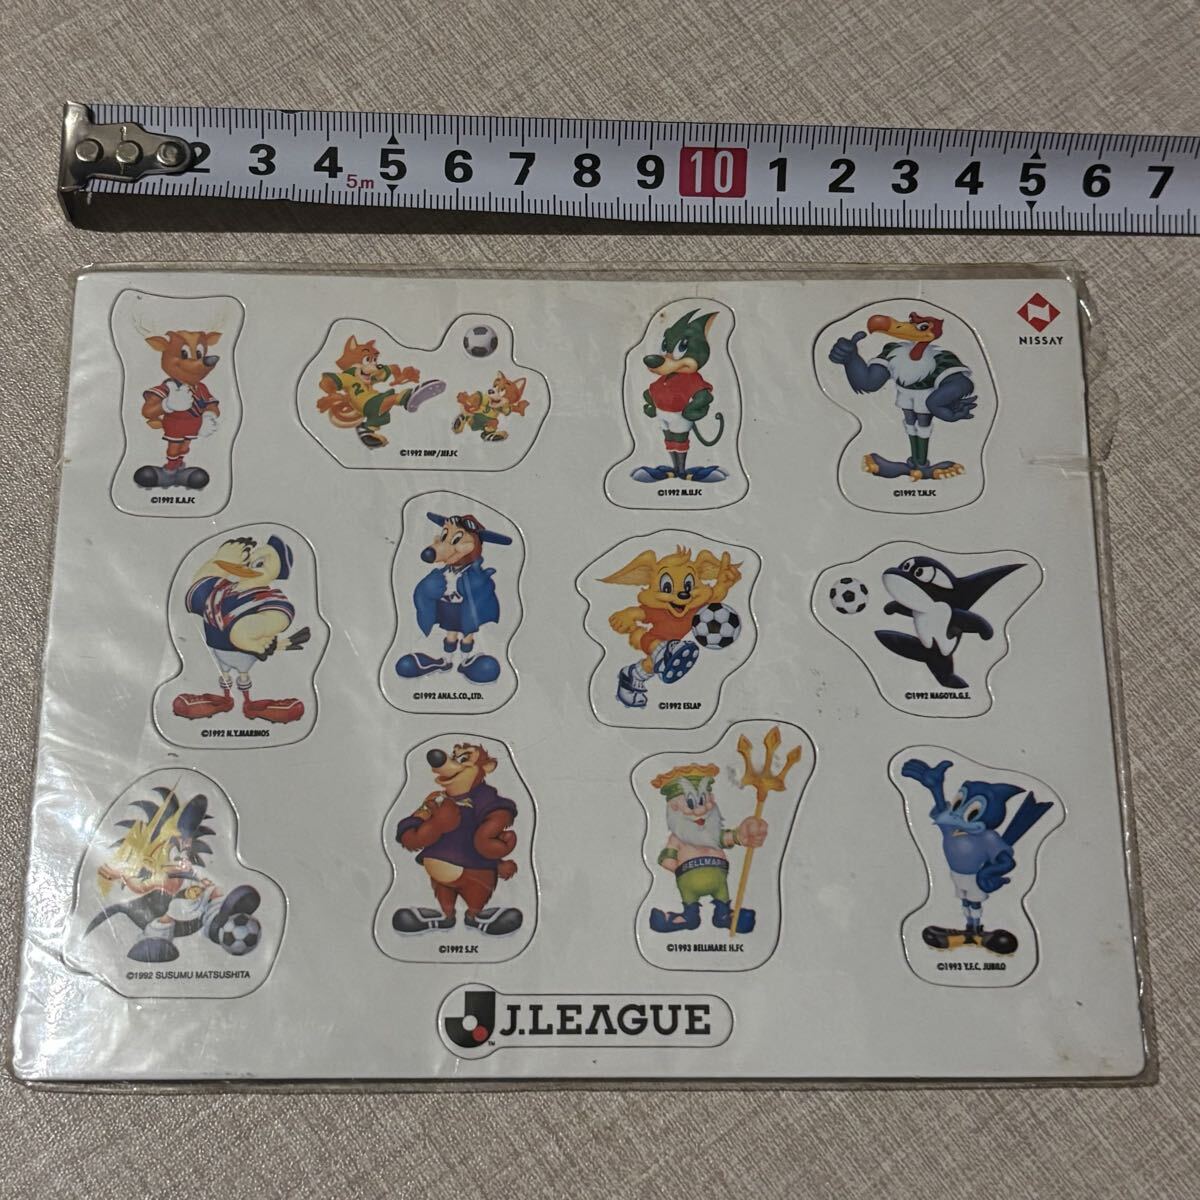 2 3 4 5 6 7 8 9 10 1 2 3 4 5 6 7
5m
NISSAY
©1992 K.A.FC
©1992 DNP/JEF.FC
©1992 M.U.FC
©1992 Y.N.FC
©1992 N.Y.MARINOS
©1992 ANA.S.CO.,LTD.
©1992 ESLAP
©1992 NAGOYA.G.E.
©1992 SUSUMU MATSUSHITA
©1992 S.FC
BELLMARE
©1993 BELLMARE H.FC
©1993 Y.F.C. JUBILO
J.LEAGUE
TM